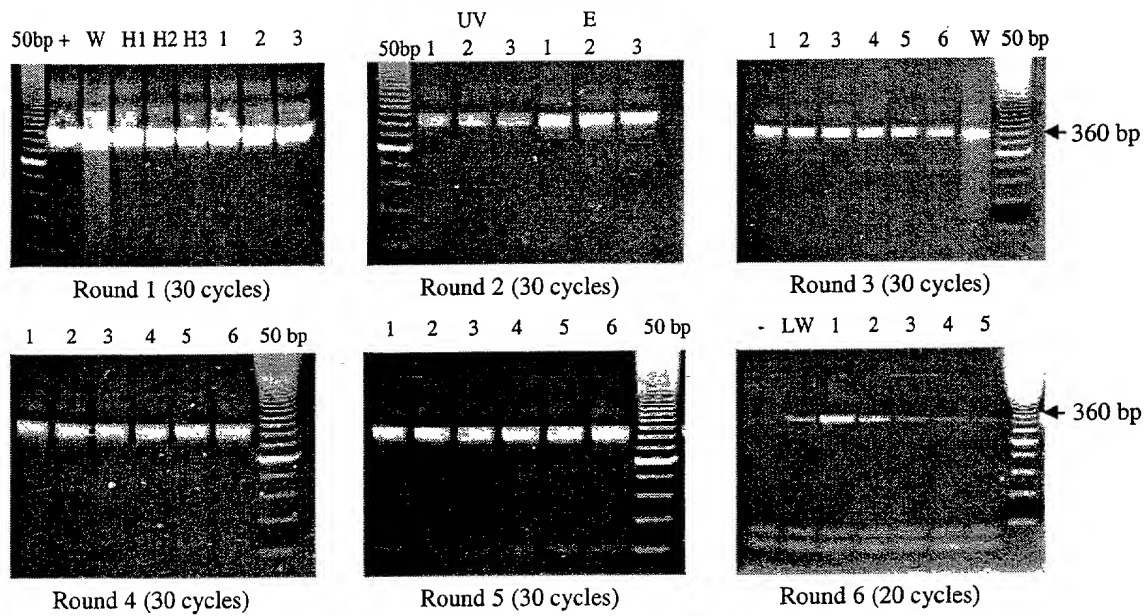 UV E
50bp + W H1 H2 H3 1 2 3
50bp 1 2 3 1 2 3
1 2 3 4 5 6 W 50 bp
360 bp
Round 1 (30 cycles)
Round 2 (30 cycles)
Round 3 (30 cycles)
1 2 3 4 5 6 50 bp
1 2 3 4 5 6 50 bp
- LW 1 2 3 4 5
360 bp
Round 4 (30 cycles)
Round 5 (30 cycles)
Round 6 (20 cycles)